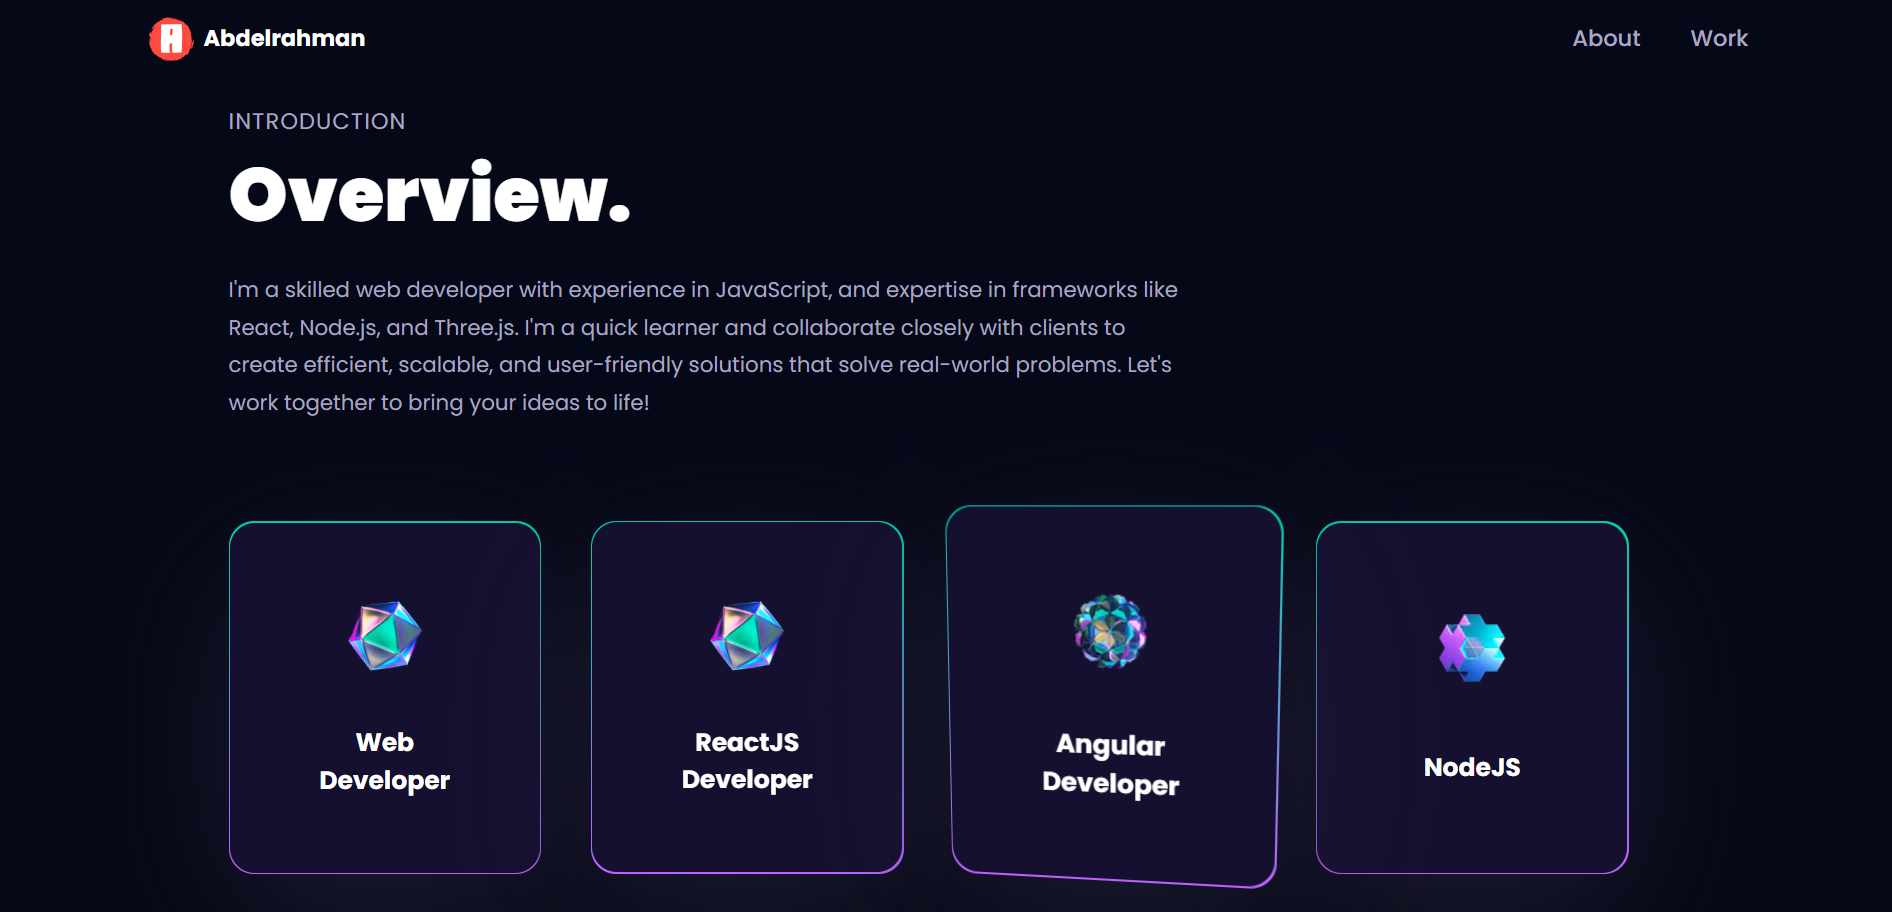 A Abdelrahman
About Work
INTRODUCTION
Overview.
I'm a skilled web developer with experience in JavaScript, and expertise in frameworks like
React, Node.js, and Three.js. I'm a quick learner and collaborate closely with clients to
create efficient, scalable, and user-friendly solutions that solve real-world problems. Let's
work together to bring your ideas to life!
Web
Developer
ReactJS
Developer
Angular
Developer
NodeJS